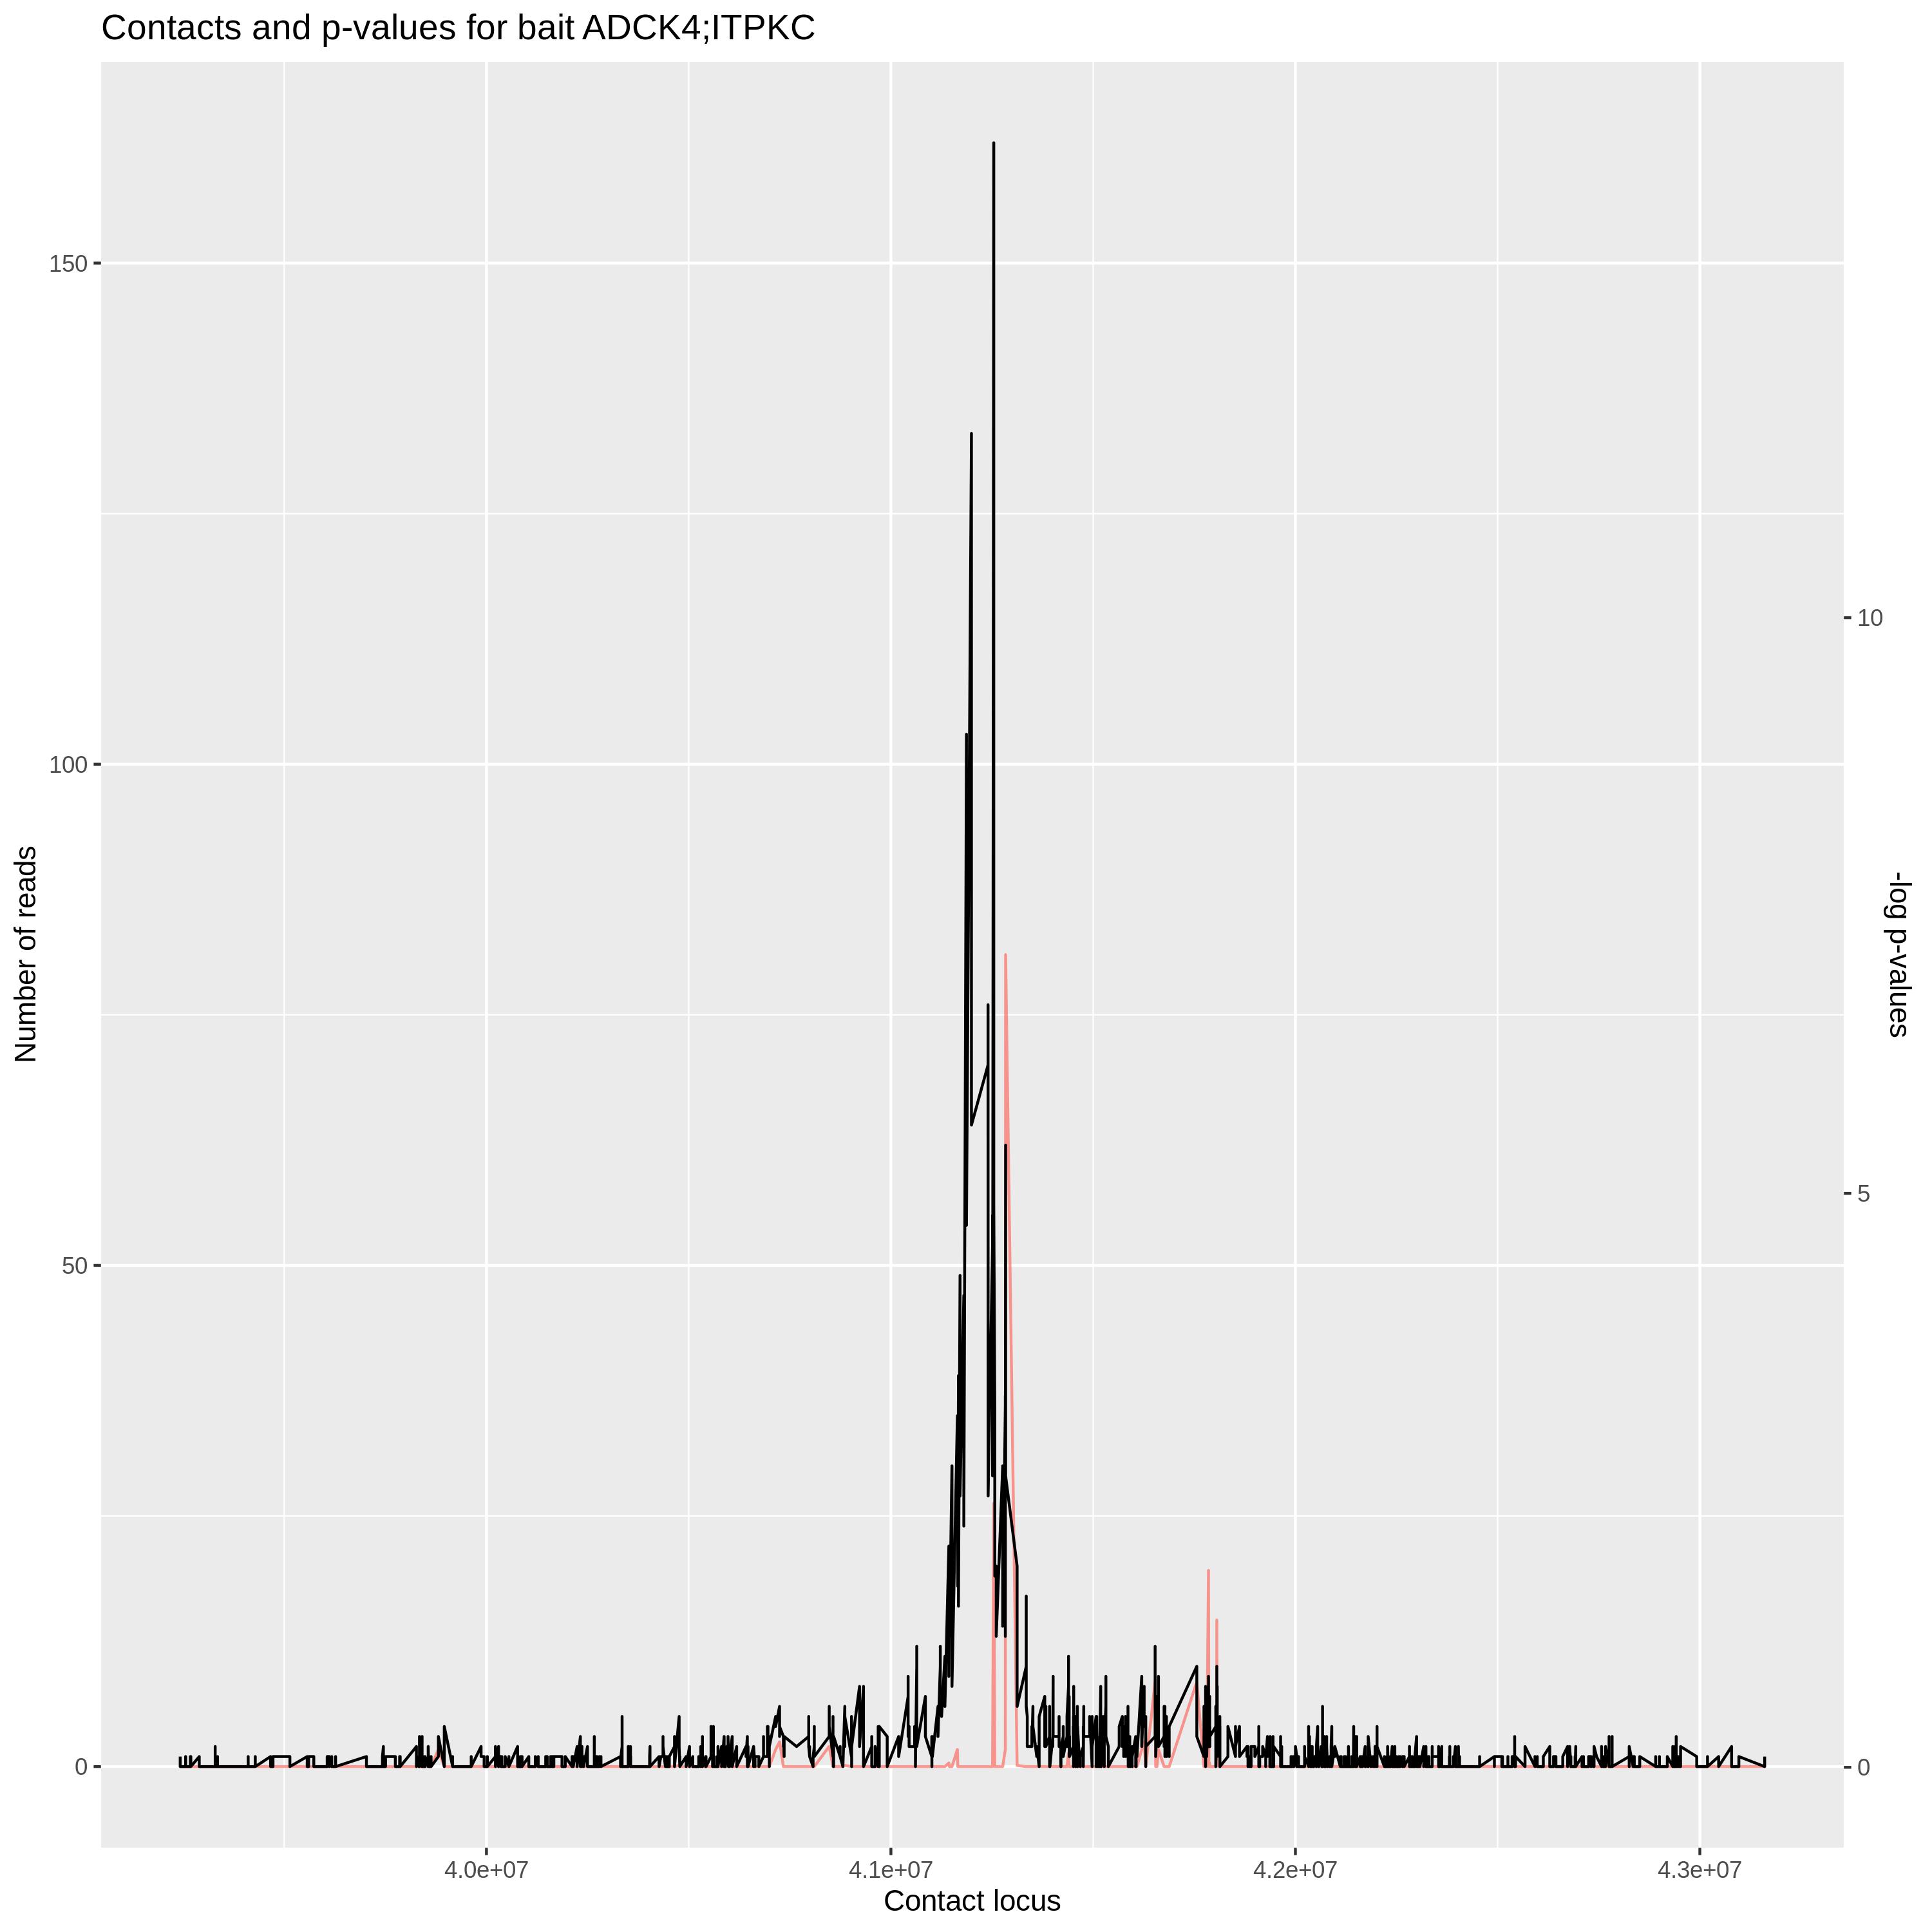 Contacts and p-values for bait ADCK4;ITPKC
150
100
50
0
Number of reads
10
5
0
-log p-values
4.0e+07
4.1e+07
4.2e+07
4.3e+07
Contact locus